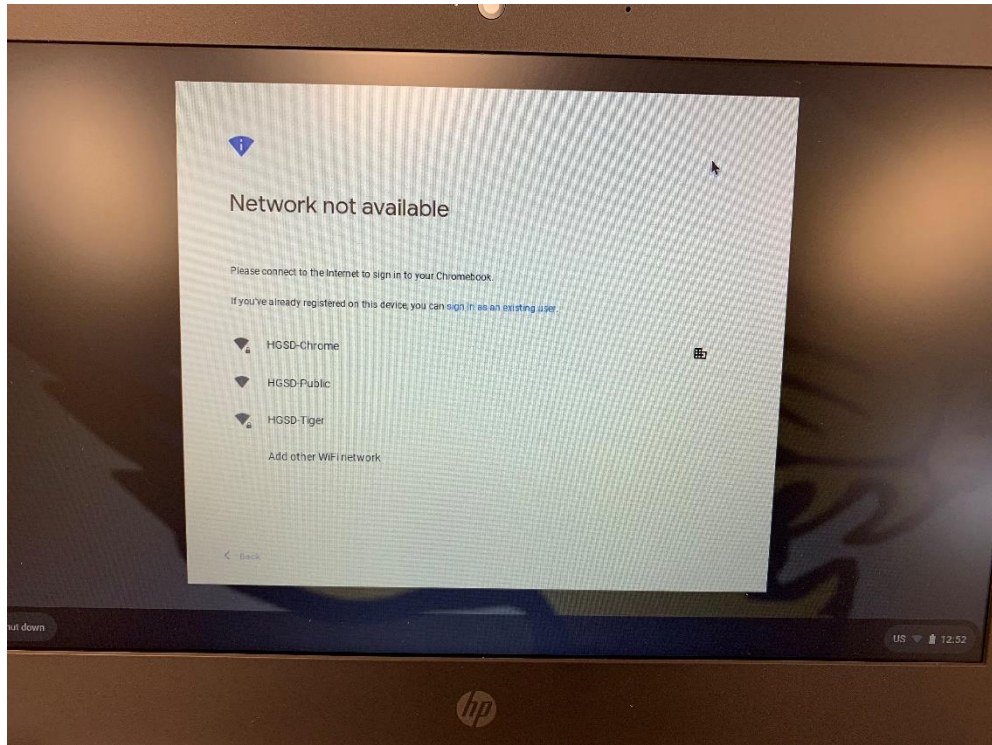 Network not available
Please connect to the Internet to sign in to your Chromebook.
If you've already registered on this device, you can sign in as an existing user.
HGSD-Chrome
HGSD-Public
HGSD-Tiger
Add other WiFi network
Back
down
US 12:52
hp